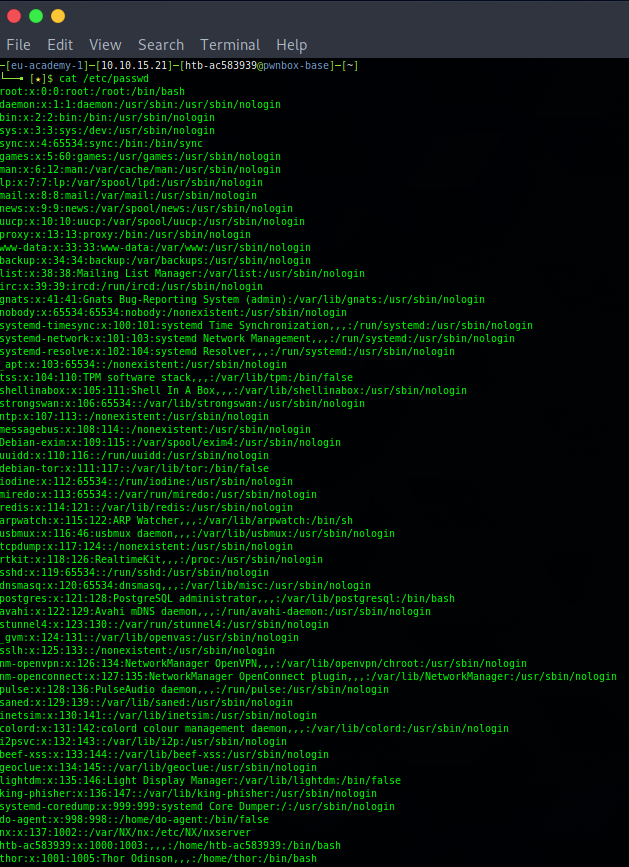 File Edit View Search Terminal Help
─[eu-academy-1]─[10.10.15.21]─[htb-ac583939@pwnbox-base]─[~]
└──╼ [★]$ cat /etc/passwd
root:x:0:0:root:/root:/bin/bash
daemon:x:1:1:daemon:/usr/sbin:/usr/sbin/nologin
bin:x:2:2:bin:/bin:/usr/sbin/nologin
sys:x:3:3:sys:/dev:/usr/sbin/nologin
sync:x:4:65534:sync:/bin:/bin/sync
games:x:5:60:games:/usr/games:/usr/sbin/nologin
man:x:6:12:man:/var/cache/man:/usr/sbin/nologin
lp:x:7:7:lp:/var/spool/lpd:/usr/sbin/nologin
mail:x:8:8:mail:/var/mail:/usr/sbin/nologin
news:x:9:9:news:/var/spool/news:/usr/sbin/nologin
uucp:x:10:10:uucp:/var/spool/uucp:/usr/sbin/nologin
proxy:x:13:13:proxy:/bin:/usr/sbin/nologin
www-data:x:33:33:www-data:/var/www:/usr/sbin/nologin
backup:x:34:34:backup:/var/backups:/usr/sbin/nologin
list:x:38:38:Mailing List Manager:/var/list:/usr/sbin/nologin
irc:x:39:39:ircd:/run/ircd:/usr/sbin/nologin
gnats:x:41:41:Gnats Bug-Reporting System (admin):/var/lib/gnats:/usr/sbin/nologin
nobody:x:65534:65534:nobody:/nonexistent:/usr/sbin/nologin
systemd-timesync:x:100:101:systemd Time Synchronization,,,:/run/systemd:/usr/sbin/nologin
systemd-network:x:101:103:systemd Network Management,,,:/run/systemd:/usr/sbin/nologin
systemd-resolve:x:102:104:systemd Resolver,,,:/run/systemd:/usr/sbin/nologin
_apt:x:103:65534::/nonexistent:/usr/sbin/nologin
tss:x:104:110:TPM software stack,,,:/var/lib/tpm:/bin/false
shellinabox:x:105:111:Shell In A Box,,,:/var/lib/shellinabox:/usr/sbin/nologin
strongswan:x:106:65534::/var/lib/strongswan:/usr/sbin/nologin
ntp:x:107:113::/nonexistent:/usr/sbin/nologin
messagebus:x:108:114::/nonexistent:/usr/sbin/nologin
Debian-exim:x:109:115::/var/spool/exim4:/usr/sbin/nologin
uuidd:x:110:116::/run/uuidd:/usr/sbin/nologin
debian-tor:x:111:117::/var/lib/tor:/bin/false
iodine:x:112:65534::/run/iodine:/usr/sbin/nologin
miredo:x:113:65534::/var/run/miredo:/usr/sbin/nologin
redis:x:114:121::/var/lib/redis:/usr/sbin/nologin
arpwatch:x:115:122:ARP Watcher,,,:/var/lib/arpwatch:/bin/sh
usbmux:x:116:46:usbmux daemon,,,:/var/lib/usbmux:/usr/sbin/nologin
tcpdump:x:117:124::/nonexistent:/usr/sbin/nologin
rtkit:x:118:126:RealtimeKit,,,:/proc:/usr/sbin/nologin
sshd:x:119:65534::/run/sshd:/usr/sbin/nologin
dnsmasq:x:120:65534:dnsmasq,,,:/var/lib/misc:/usr/sbin/nologin
postgres:x:121:128:PostgreSQL administrator,,,:/var/lib/postgresql:/bin/bash
avahi:x:122:129:Avahi mDNS daemon,,,:/run/avahi-daemon:/usr/sbin/nologin
stunnel4:x:123:130::/var/run/stunnel4:/usr/sbin/nologin
_gvm:x:124:131::/var/lib/openvas:/usr/sbin/nologin
sslh:x:125:133::/nonexistent:/usr/sbin/nologin
nm-openvpn:x:126:134:NetworkManager OpenVPN,,,:/var/lib/openvpn/chroot:/usr/sbin/nologin
nm-openconnect:x:127:135:NetworkManager OpenConnect plugin,,,:/var/lib/NetworkManager:/usr/sbin/nologin
pulse:x:128:136:PulseAudio daemon,,,:/run/pulse:/usr/sbin/nologin
saned:x:129:139::/var/lib/saned:/usr/sbin/nologin
inetsim:x:130:141::/var/lib/inetsim:/usr/sbin/nologin
colord:x:131:142:colord colour management daemon,,,:/var/lib/colord:/usr/sbin/nologin
i2psvc:x:132:143::/var/lib/i2p:/usr/sbin/nologin
beef-xss:x:133:144::/var/lib/beef-xss:/usr/sbin/nologin
geoclue:x:134:145::/var/lib/geoclue:/usr/sbin/nologin
lightdm:x:135:146:Light Display Manager:/var/lib/lightdm:/bin/false
king-phisher:x:136:147::/var/lib/king-phisher:/usr/sbin/nologin
systemd-coredump:x:999:999:systemd Core Dumper:/:/usr/sbin/nologin
do-agent:x:998:998::/home/do-agent:/bin/false
nx:x:137:1002::/var/NX/nx:/etc/NX/nxserver
htb-ac583939:x:1000:1003:,,,:/home/htb-ac583939:/bin/bash
thor:x:1001:1005:Thor Odinson,,,:/home/thor:/bin/bash